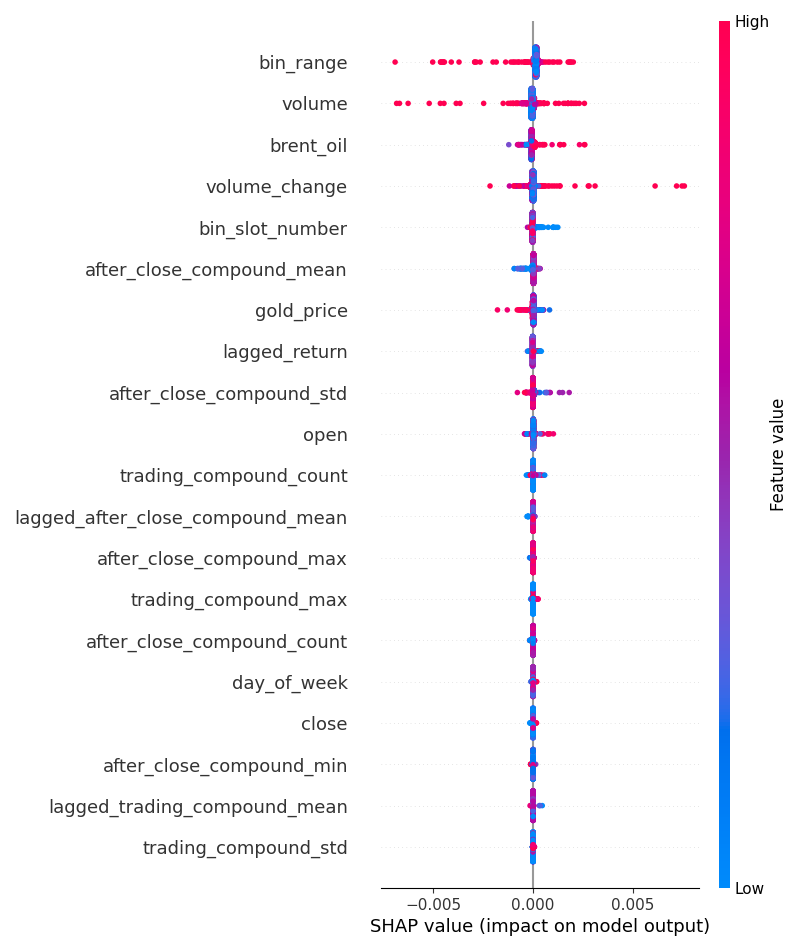 High
bin_range
volume
brent_oil
volume_change
bin_slot_number
after_close_compound_mean
gold_price
lagged_return
after_close_compound_std
open
trading_compound_count
lagged_after_close_compound_mean
after_close_compound_max
trading_compound_max
after_close_compound_count
day_of_week
close
after_close_compound_min
lagged_trading_compound_mean
trading_compound_std
Feature value
Low
−0.005 0.000 0.005
SHAP value (impact on model output)